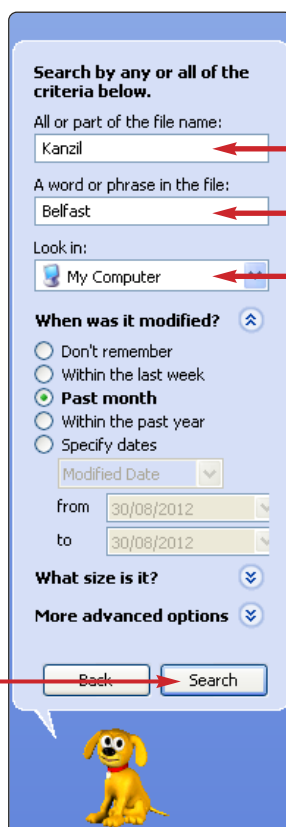 Search by any or all of the
criteria below.
All or part of the file name:
Kanzil
A word or phrase in the file:
Belfast
Look in:
My Computer
When was it modified?
Don't remember
Within the last week
Past month
Within the past year
Specify dates
Modified Date
from 30/08/2012
to 30/08/2012
What size is it?
More advanced options
Back Search